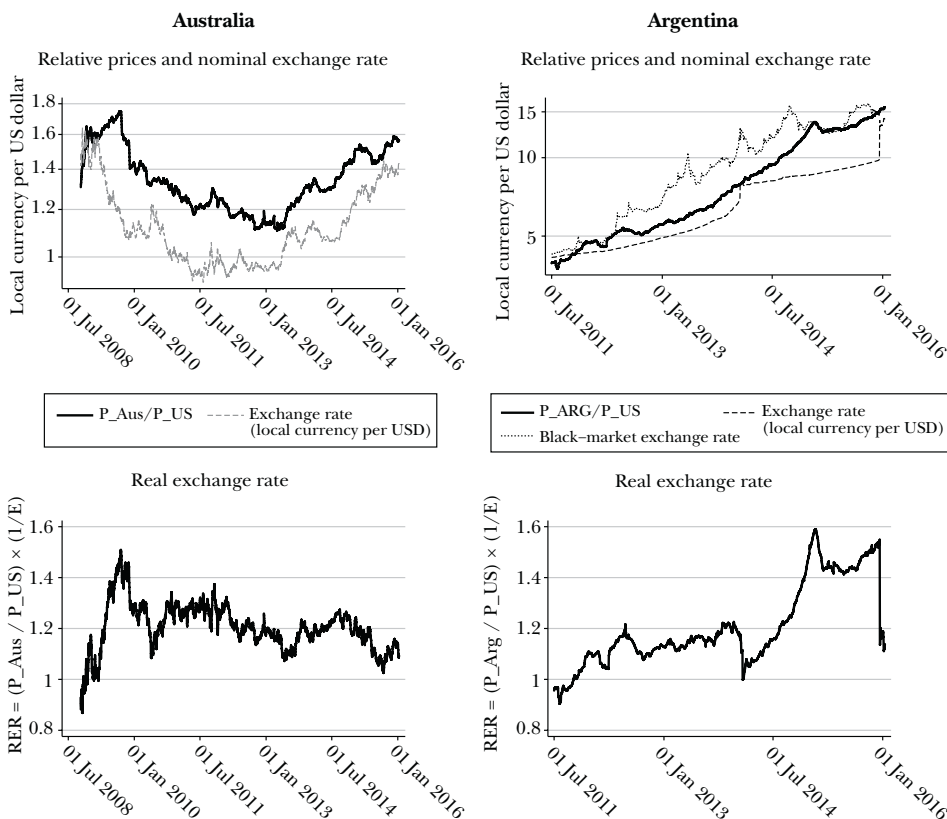 Australia
Relative prices and nominal exchange rate
Local currency per US dollar
1.8
1.6
1.4
1.2
1
01 Jul 2008
01 Jan 2010
01 Jul 2011
01 Jan 2013
01 Jul 2014
01 Jan 2016
P_Aus/P_US
Exchange rate
(local currency per USD)
Argentina
Relative prices and nominal exchange rate
Local currency per US dollar
15
10
5
01 Jul 2011
01 Jan 2013
01 Jul 2014
01 Jan 2016
P_ARG/P_US
Exchange rate
(local currency per USD)
Black–market exchange rate
Real exchange rate
RER = (P_Aus / P_US) × (1/E)
1.6
1.4
1.2
1
0.8
01 Jul 2008
01 Jan 2010
01 Jul 2011
01 Jan 2013
01 Jul 2014
01 Jan 2016
Real exchange rate
RER = (P_Arg / P_US) × (1/E)
1.6
1.4
1.2
1
0.8
01 Jul 2011
01 Jan 2013
01 Jul 2014
01 Jan 2016